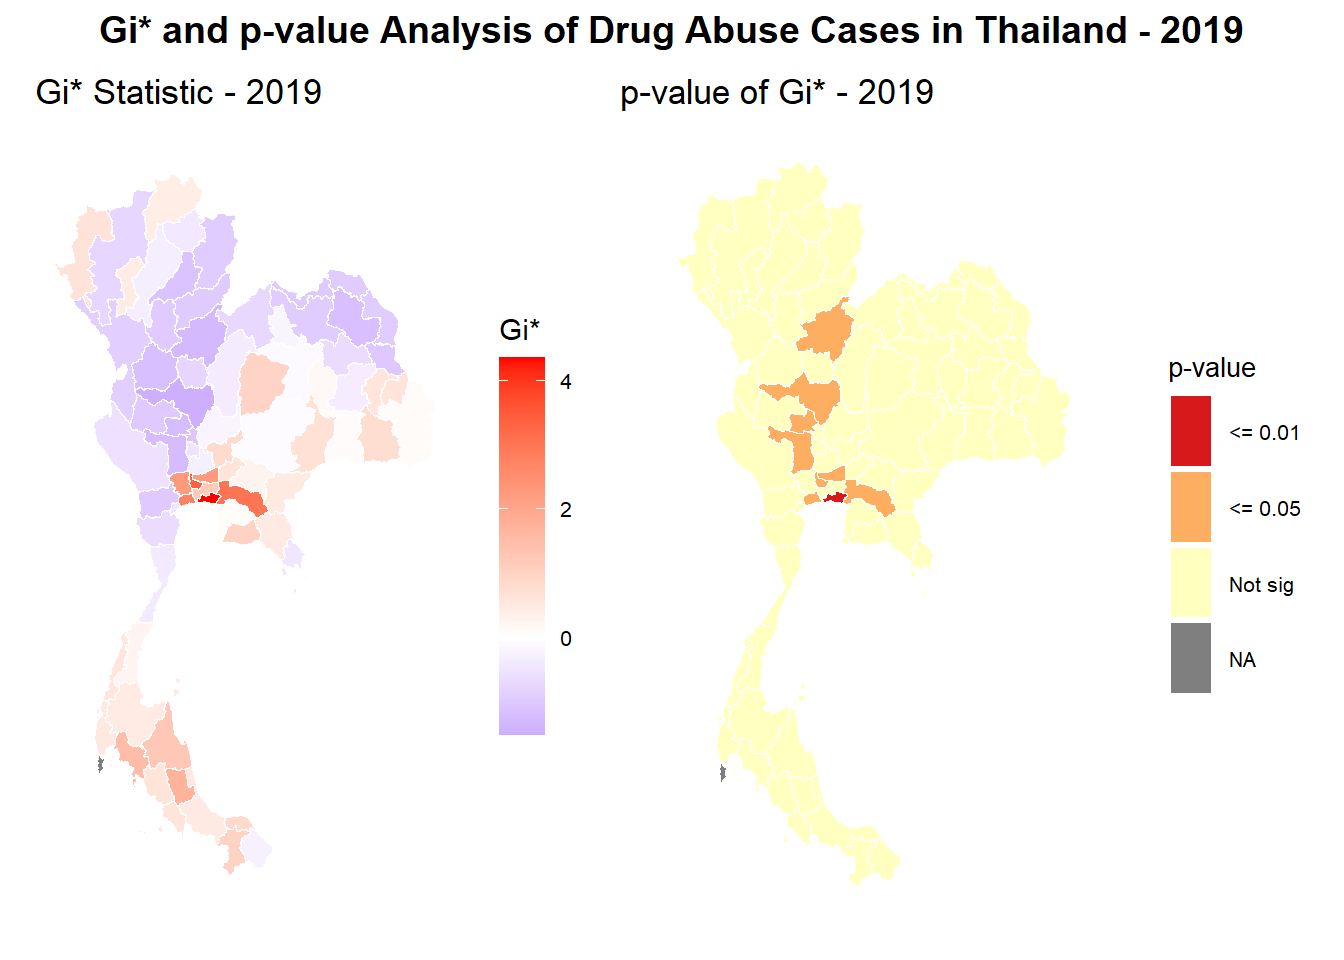 Gi* and p-value Analysis of Drug Abuse Cases in Thailand - 2019
Gi* Statistic - 2019
p-value of Gi* - 2019
Gi*
4
2
0
p-value
<= 0.01
<= 0.05
Not sig
NA